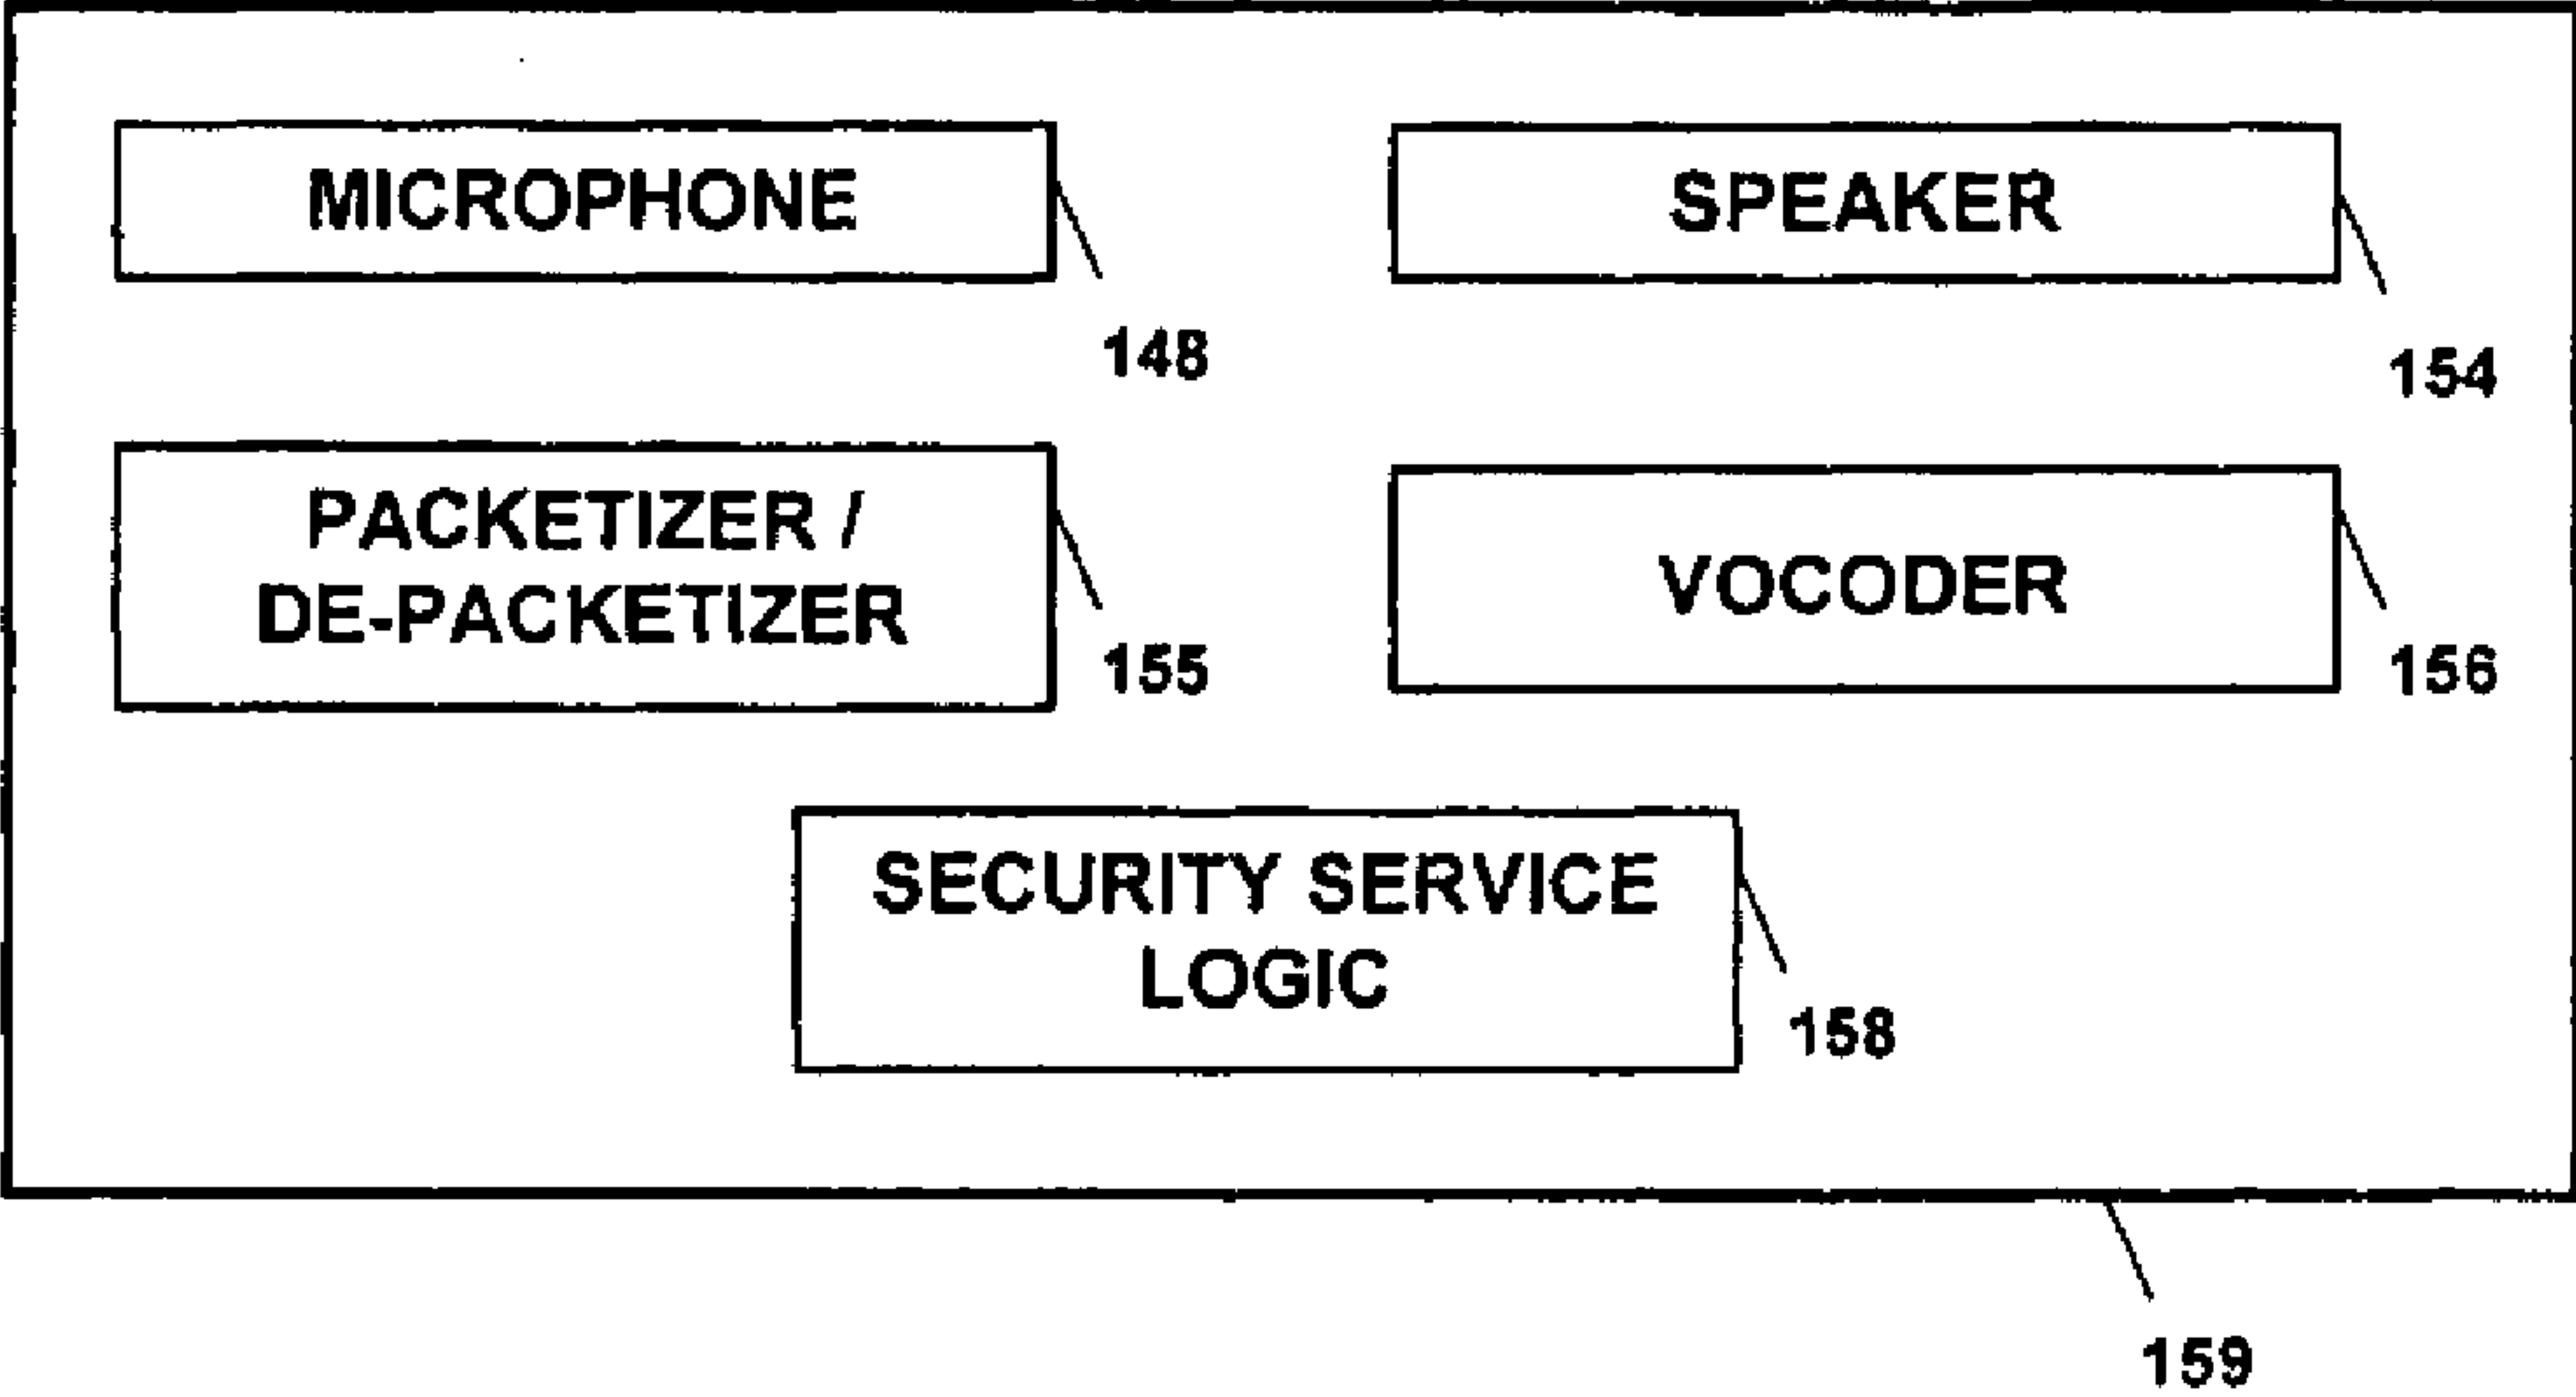 MICROPHONE
SPEAKER
148
154
PACKETIZER /
DE-PACKETIZER
VOCODER
155
156
SECURITY SERVICE
LOGIC
158
159